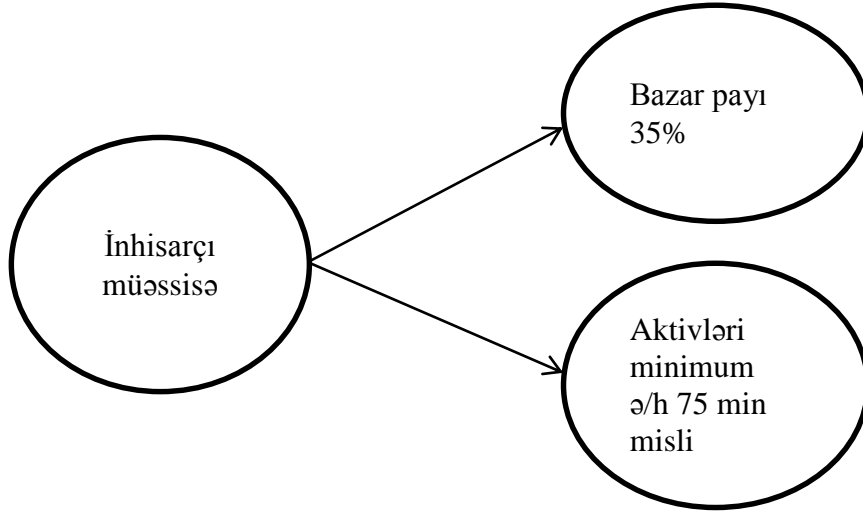 İnhisarçı
müəssisə
Bazar payı
35%
Aktivləri
minimum
ə/h 75 min
misli